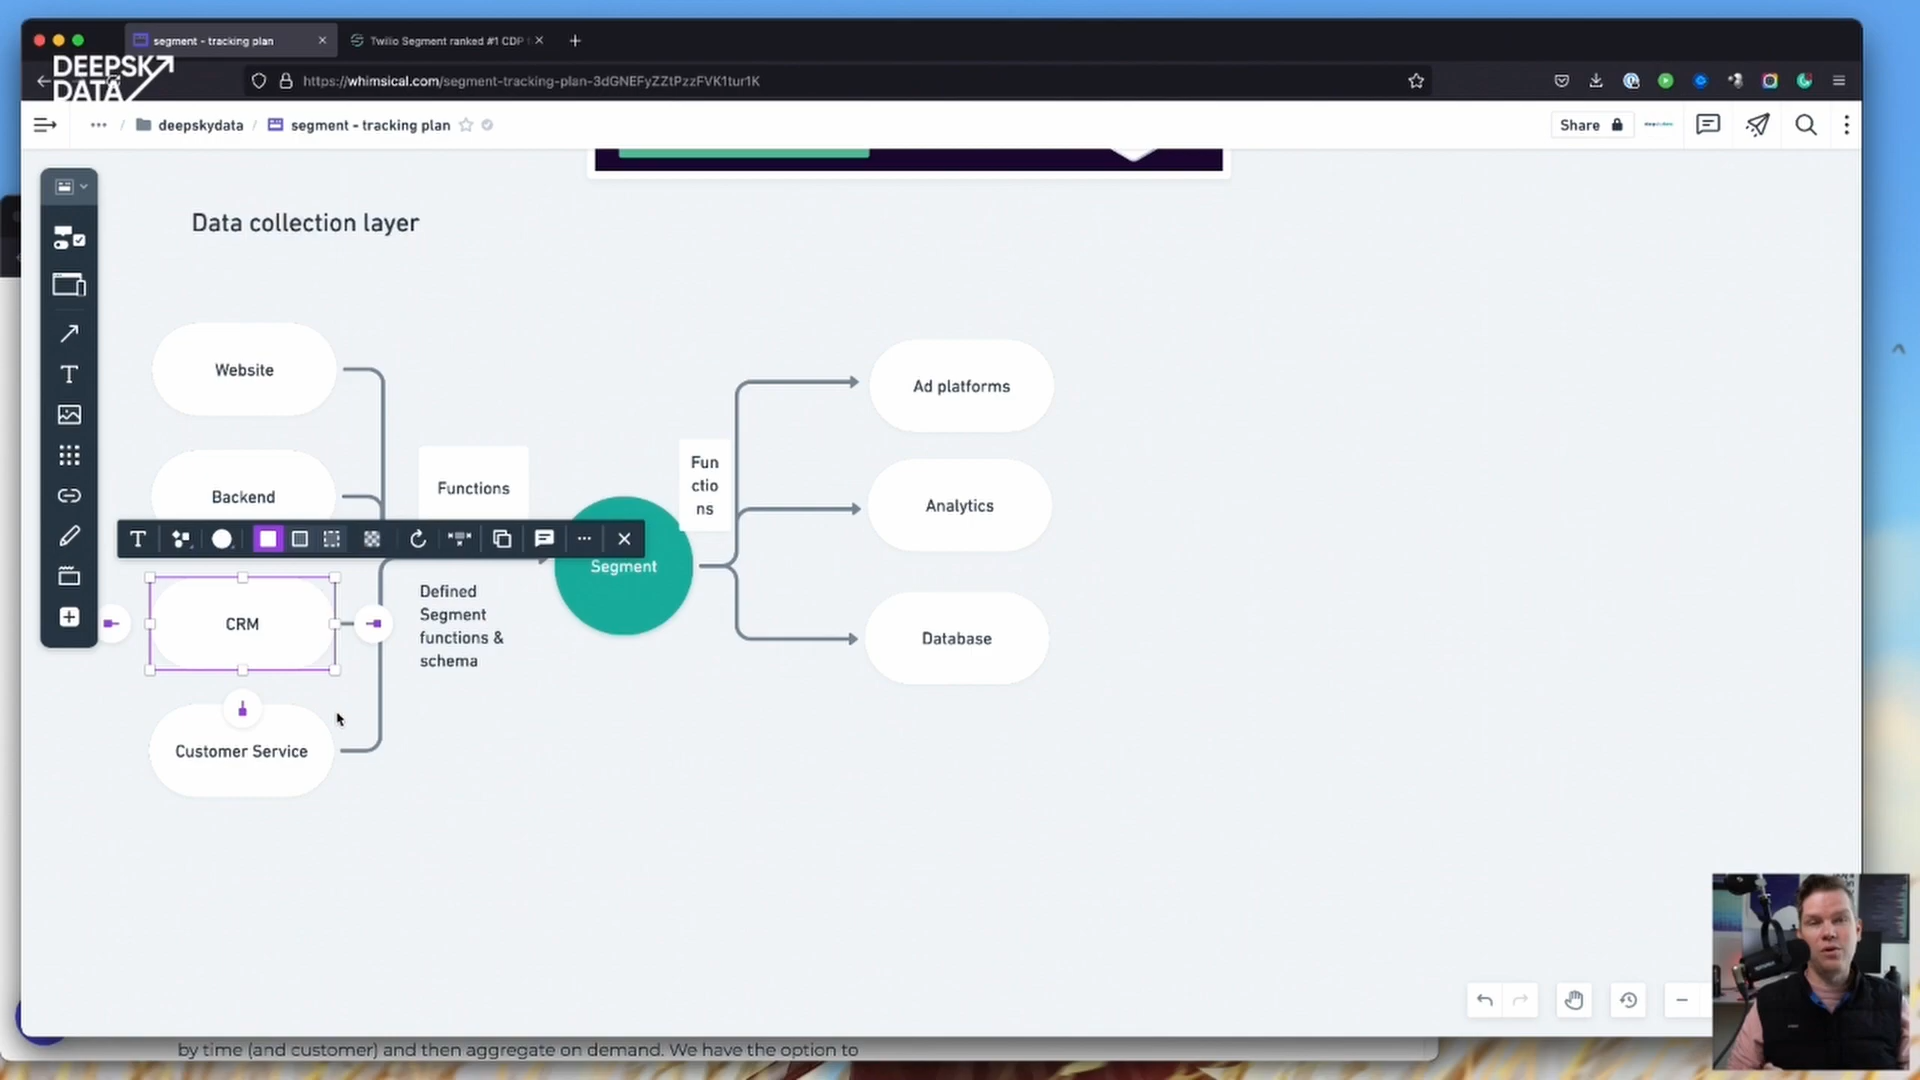 segment - tracking plan
Twilio Segment ranked #1 CDP
DEEPSK
DATA
https://whimsical.com/segment-tracking-plan-3dGNEFyZZtPzzFVK1tur1K
deepskydata / segment - tracking plan
Share
Data collection layer
Website
Backend
CRM
Customer Service
Functions
Defined
Segment
functions &
schema
Segment
Fun
ctio
ns
Ad platforms
Analytics
Database
by time (and customer) and then aggregate on demand. We have the option to